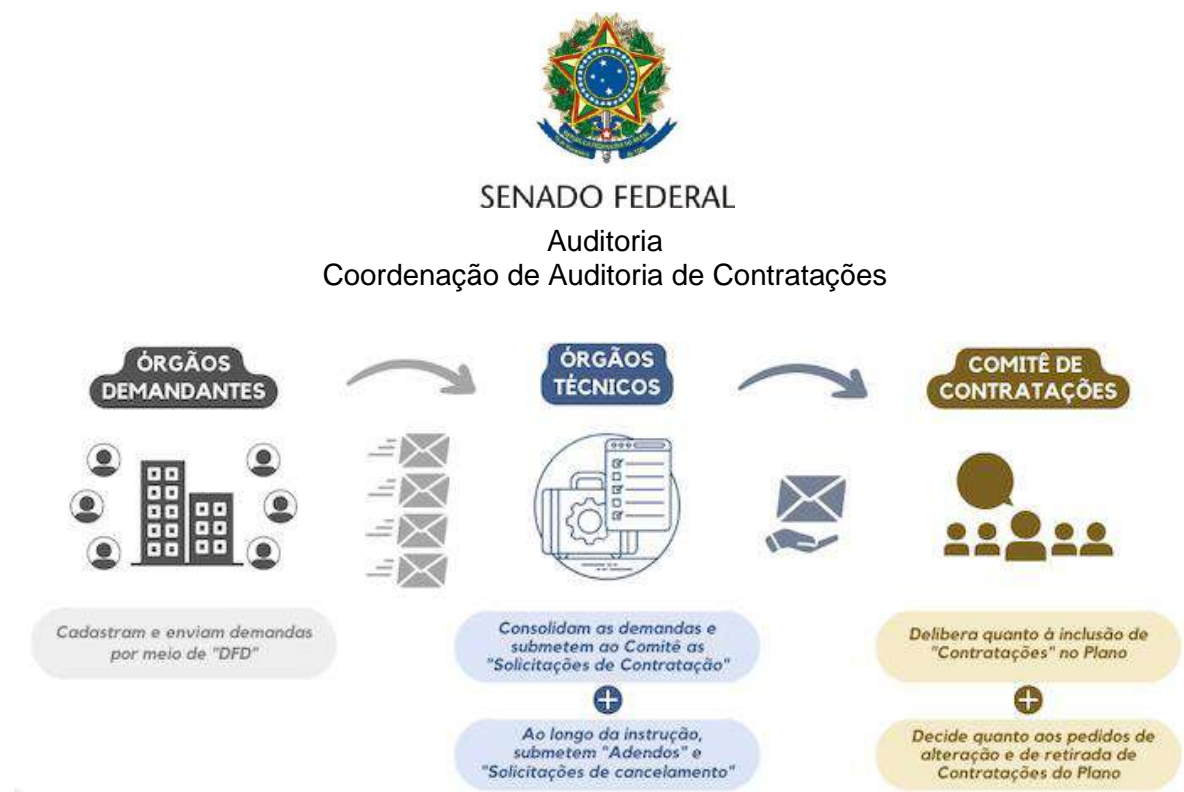 SENADO FEDERAL
Auditoria
Coordenação de Auditoria de Contratações
ÓRGÃOS
DEMANDANTES
ÓRGÃOS
TÉCNICOS
COMITÊ DE
CONTRATAÇÕES
Cadastram e enviam demandas
por meio de "DFD"
Consolidam as demandas e
submetem ao Comitê as
"Solicitações de Contratação"
Ao longo da instrução,
submetem "Adendos" e
"Solicitações de cancelamento"
Delibera quanto à inclusão de
"Contratações" no Plano
Decide quanto aos pedidos de
alteração e de retirada de
Contratações do Plano